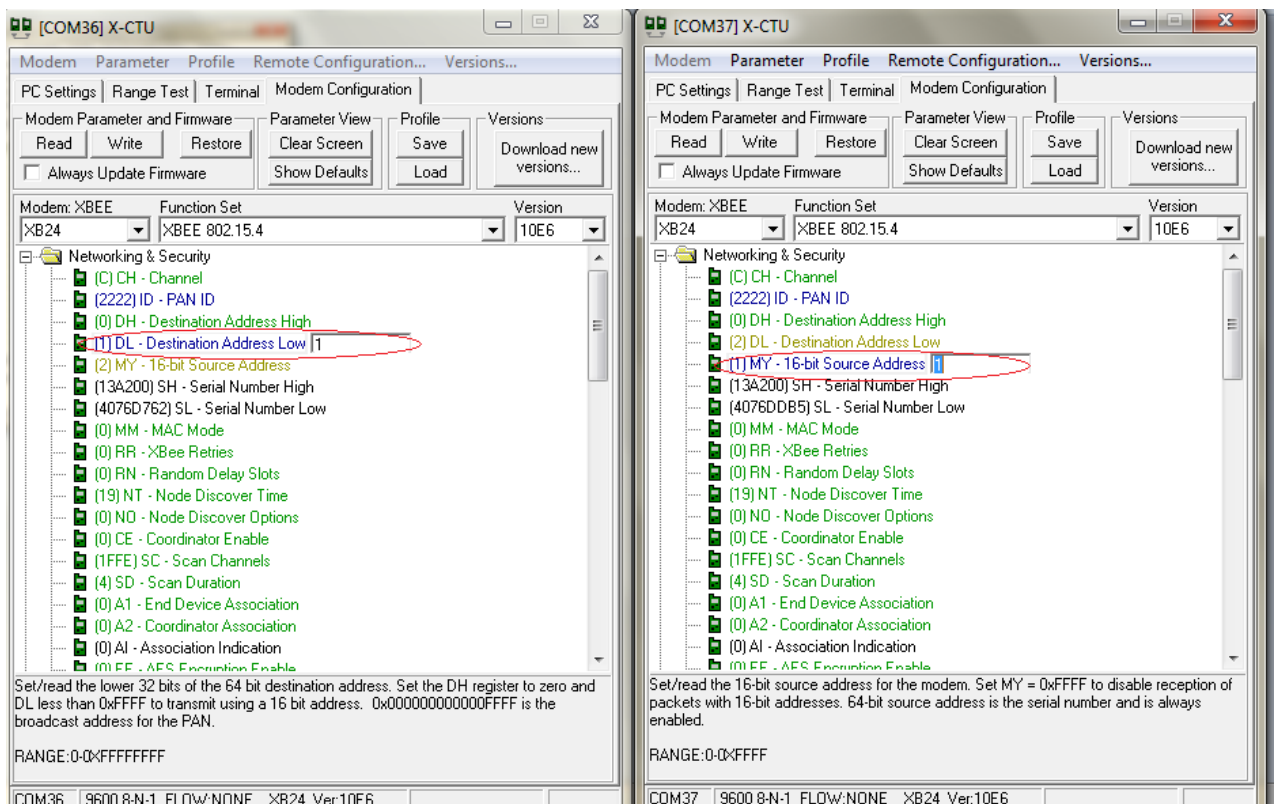 [COM36] X-CTU
Modem Parameter Profile Remote Configuration... Versions...
PC Settings Range Test Terminal Modem Configuration
Modem Parameter and Firmware Parameter View Profile Versions
Read Write Restore Clear Screen Save Download new versions...
Always Update Firmware Show Defaults Load
Modem: XBEE Function Set Version
XB24 XBEE 802.15.4 10E6
Networking & Security
(C) CH - Channel
(2222) ID - PAN ID
(0) DH - Destination Address High
(1) DL - Destination Address Low 1
(2) MY - 16-bit Source Address
(13A200) SH - Serial Number High
(4076D762) SL - Serial Number Low
(0) MM - MAC Mode
(0) RR - XBee Retries
(0) RN - Random Delay Slots
(19) NT - Node Discover Time
(0) NO - Node Discover Options
(0) CE - Coordinator Enable
(1FFE) SC - Scan Channels
(4) SD - Scan Duration
(0) A1 - End Device Association
(0) A2 - Coordinator Association
(0) AI - Association Indication
(0) EE - AES Encryption Enable
Set/read the lower 32 bits of the 64 bit destination address. Set the DH register to zero and
DL less than 0xFFFF to transmit using a 16 bit address. 0x000000000000FFFF is the
broadcast address for the PAN.
RANGE:0-0XFFFFFFFF
COM36 9600 8-N-1 FLOW:NONE XB24 Ver:10E6
[COM37] X-CTU
Modem Parameter Profile Remote Configuration... Versions...
PC Settings Range Test Terminal Modem Configuration
Modem Parameter and Firmware Parameter View Profile Versions
Read Write Restore Clear Screen Save Download new versions...
Always Update Firmware Show Defaults Load
Modem: XBEE Function Set Version
XB24 XBEE 802.15.4 10E6
Networking & Security
(C) CH - Channel
(2222) ID - PAN ID
(0) DH - Destination Address High
(2) DL - Destination Address Low
(1) MY - 16-bit Source Address 1
(13A200) SH - Serial Number High
(4076DDB5) SL - Serial Number Low
(0) MM - MAC Mode
(0) RR - XBee Retries
(0) RN - Random Delay Slots
(19) NT - Node Discover Time
(0) NO - Node Discover Options
(0) CE - Coordinator Enable
(1FFE) SC - Scan Channels
(4) SD - Scan Duration
(0) A1 - End Device Association
(0) A2 - Coordinator Association
(0) AI - Association Indication
(0) EE - AES Encryption Enable
Set/read the 16-bit source address for the modem. Set MY = 0xFFFF to disable reception of
packets with 16-bit addresses. 64-bit source address is the serial number and is always
enabled.
RANGE:0-0XFFFF
COM37 9600 8-N-1 FLOW:NONE XB24 Ver:10E6